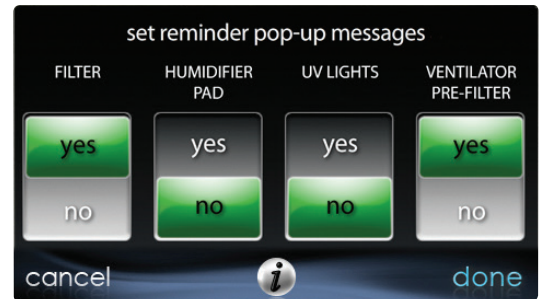 set reminder pop-up messages
FILTER
HUMIDIFIER
PAD
UV LIGHTS
VENTILATOR
PRE-FILTER
yes yes yes yes
no no no no
cancel i done